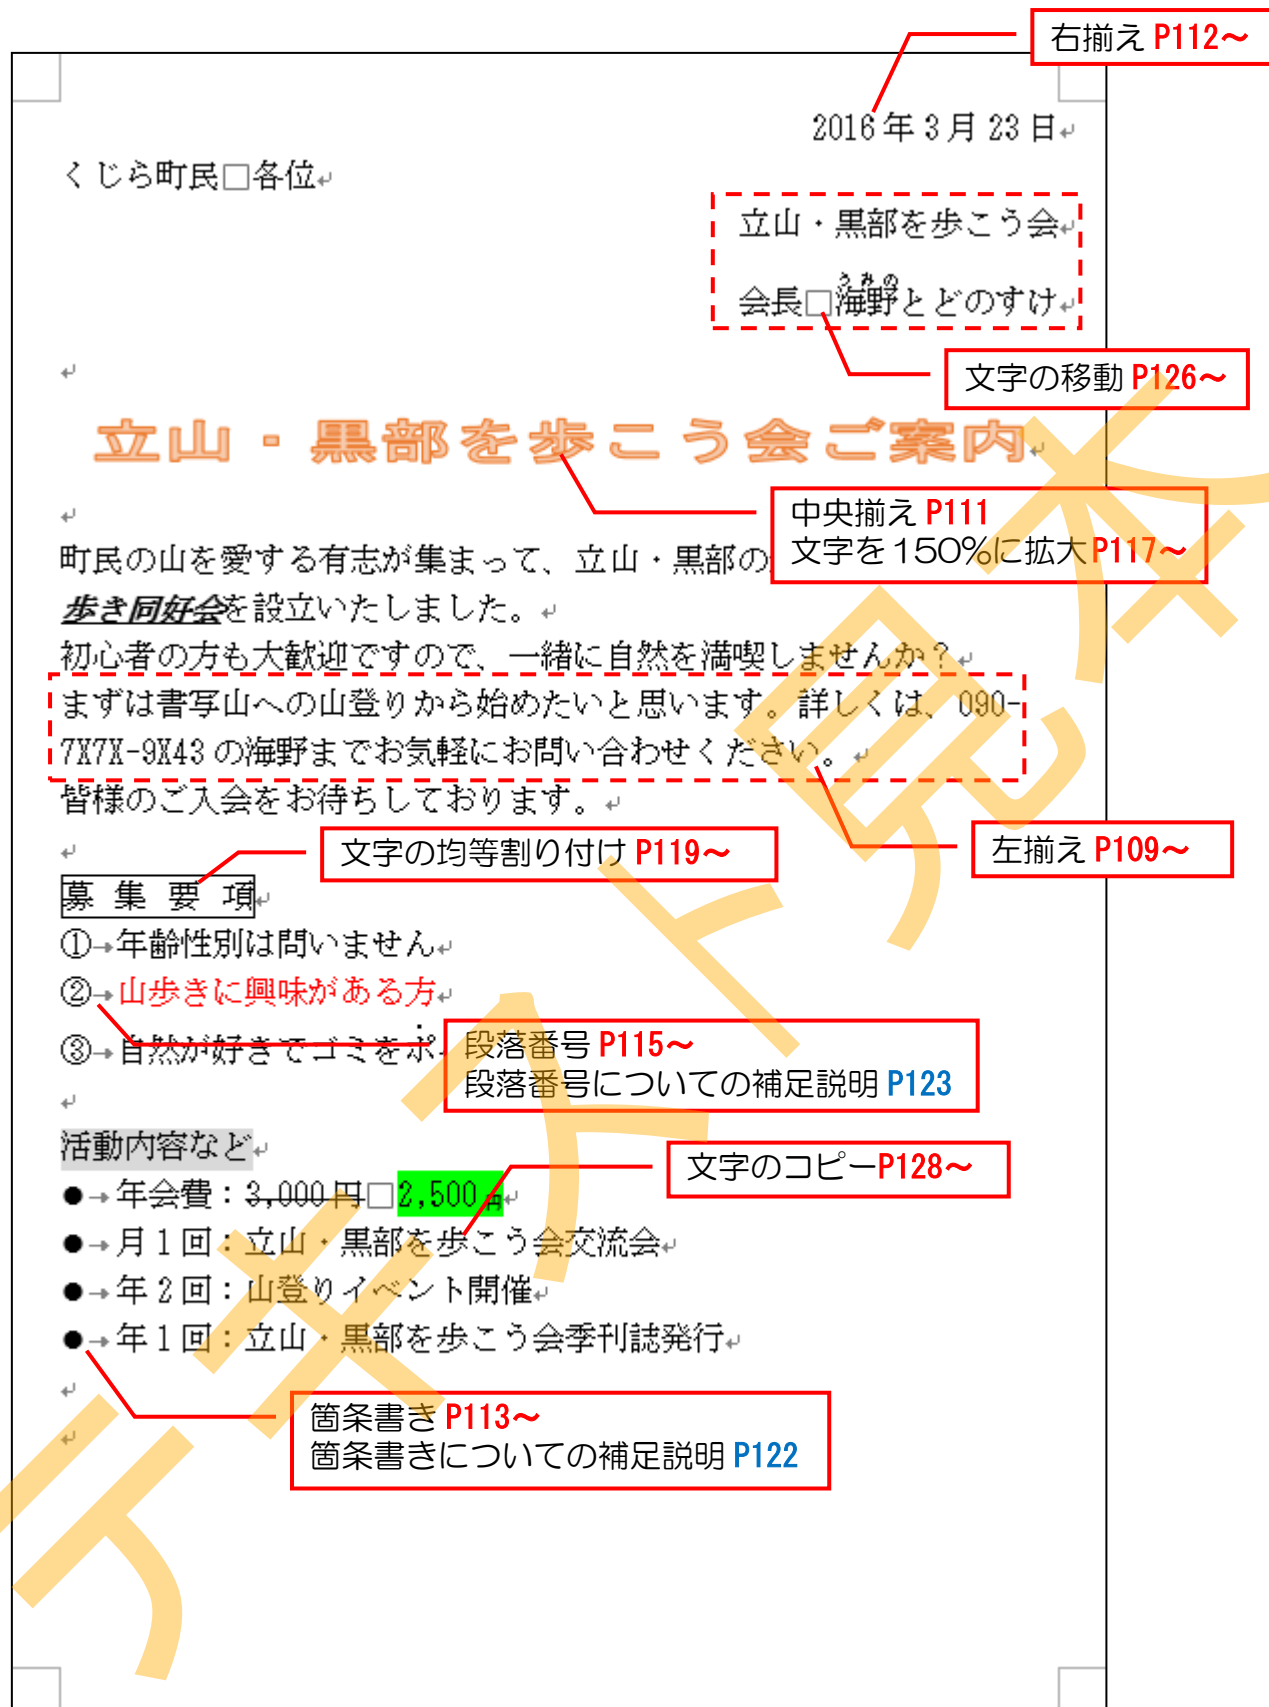 右揃え P112～
2016年3月23日
くじら町民□各位
立山・黒部を歩こう会
うみの
会長□海野とどのすけ
文字の移動 P126～
立山・黒部を歩こう会ご案内
中央揃え P111
文字を150%に拡大P117～
町民の山を愛する有志が集まって、立山・黒部の
歩き同好会を設立いたしました。
初心者の方も大歓迎ですので、一緒に自然を満喫しませんか？
まずは書写山への山登りから始めたいと思います。詳しくは、090-
7X7X-9X43の海野までお気軽にお問い合わせください。
皆様のご入会をお待ちしております。
文字の均等割り付け P119～
左揃え P109～
募集要項
①→年齢性別は問いません
②→山歩きに興味がある方
③→自然が好きでゴミをポ
段落番号 P115～
段落番号についての補足説明 P123
活動内容など
文字のコピーP128～
●→年会費：3,000円□2,500円
●→月1回：立山・黒部を歩こう会交流会
●→年2回：山登りイベント開催
●→年1回：立山・黒部を歩こう会季刊誌発行
箇条書き P113～
箇条書きについての補足説明 P122
テキスト見本